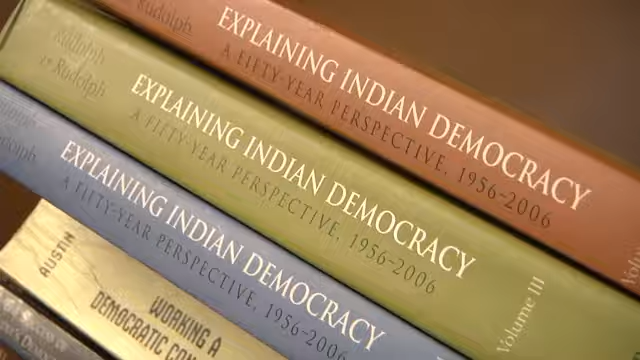 Rudolph
EXPLAINING INDIAN DEMOCRACY
A FIFTY-YEAR PERSPECTIVE, 1956–2006
Rudolph
Rudolph
EXPLAINING INDIAN DEMOCRACY
A FIFTY-YEAR PERSPECTIVE, 1956–2006
Volume III
EXPLAINING INDIAN DEMOCRACY
A FIFTY-YEAR PERSPECTIVE, 1956–2006
AUSTIN
WORKING A
DEMOCRATIC